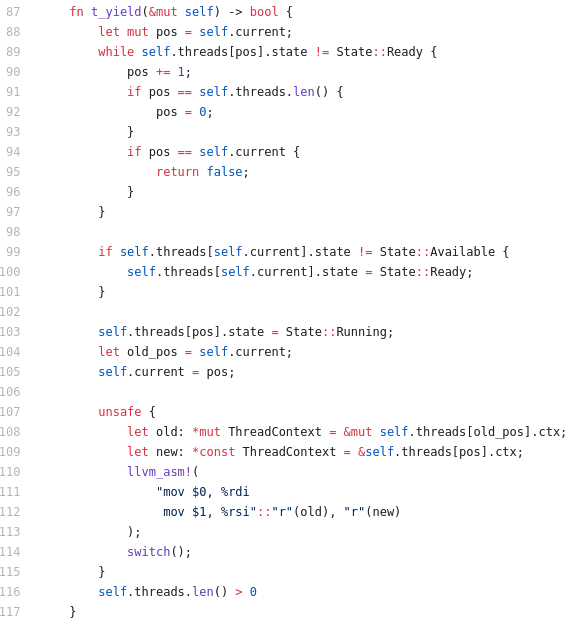 87 fn t_yield(&mut self) -> bool {
88 let mut pos = self.current;
89 while self.threads[pos].state != State::Ready {
90 pos += 1;
91 if pos == self.threads.len() {
92 pos = 0;
93 }
94 if pos == self.current {
95 return false;
96 }
97 }
98
99 if self.threads[self.current].state != State::Available {
100 self.threads[self.current].state = State::Ready;
101 }
102
103 self.threads[pos].state = State::Running;
104 let old_pos = self.current;
105 self.current = pos;
106
107 unsafe {
108 let old: *mut ThreadContext = &mut self.threads[old_pos].ctx;
109 let new: *const ThreadContext = &self.threads[pos].ctx;
110 llvm_asm!(
111 "mov $0, %rdi
112 mov $1, %rsi"::"r"(old), "r"(new)
113 );
114 switch();
115 }
116 self.threads.len() > 0
117 }